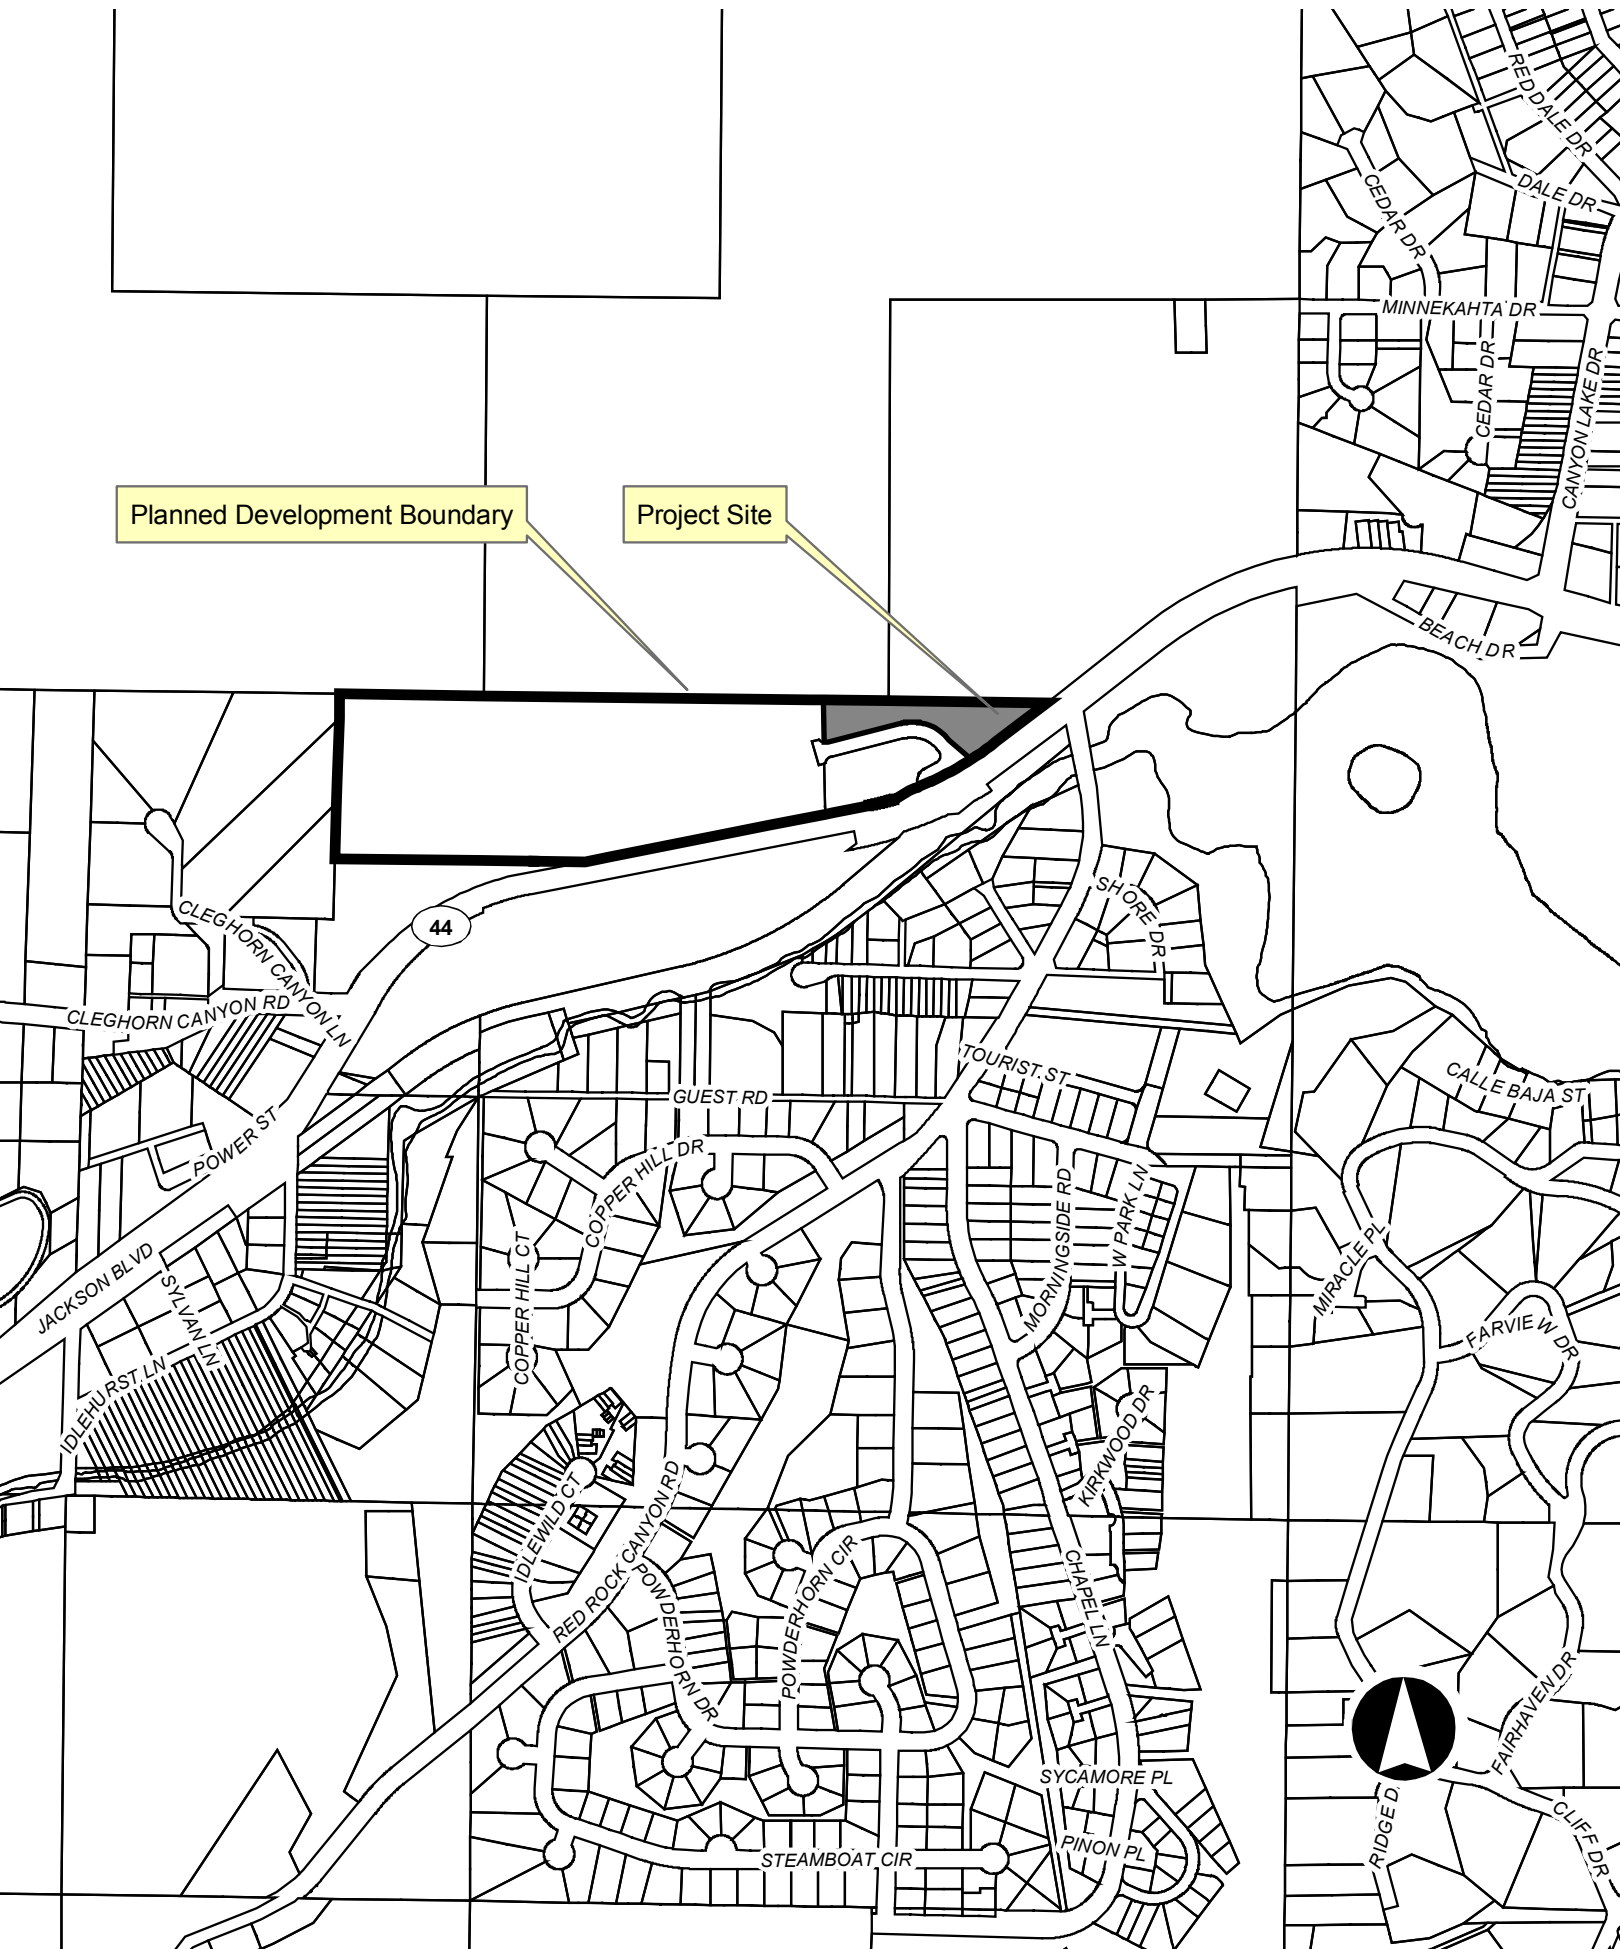 RED DALE DR
DALE DR
CEDAR DR
MINNEKAHTA DR
CEDAR DR
CANYON LAKE DR
Planned Development Boundary
Project Site
BEACH DR
SHORE DR
44
CLEGHORN CANYON LN
CLEGHORN CANYON RD
TOURIST ST
CALLE BAJA ST
GUEST RD
POWER ST
COPPER HILL DR
MORNINGSIDE RD
W PARK LN
COPPER HILL CT
MIRACLE PL
JACKSON BLVD
SYLVAN LN
FARVIEW DR
IDLEHURST LN
KIRKWOOD DR
IDLEWILD CT
RED ROCK CANYON RD
POWDERHORN CIR
CHAPEL LN
POWDERHORN DR
FAIRHAVEN DR
SYCAMORE PL
RIDGE D
CLIFF DR
PINON PL
STEAMBOAT CIR